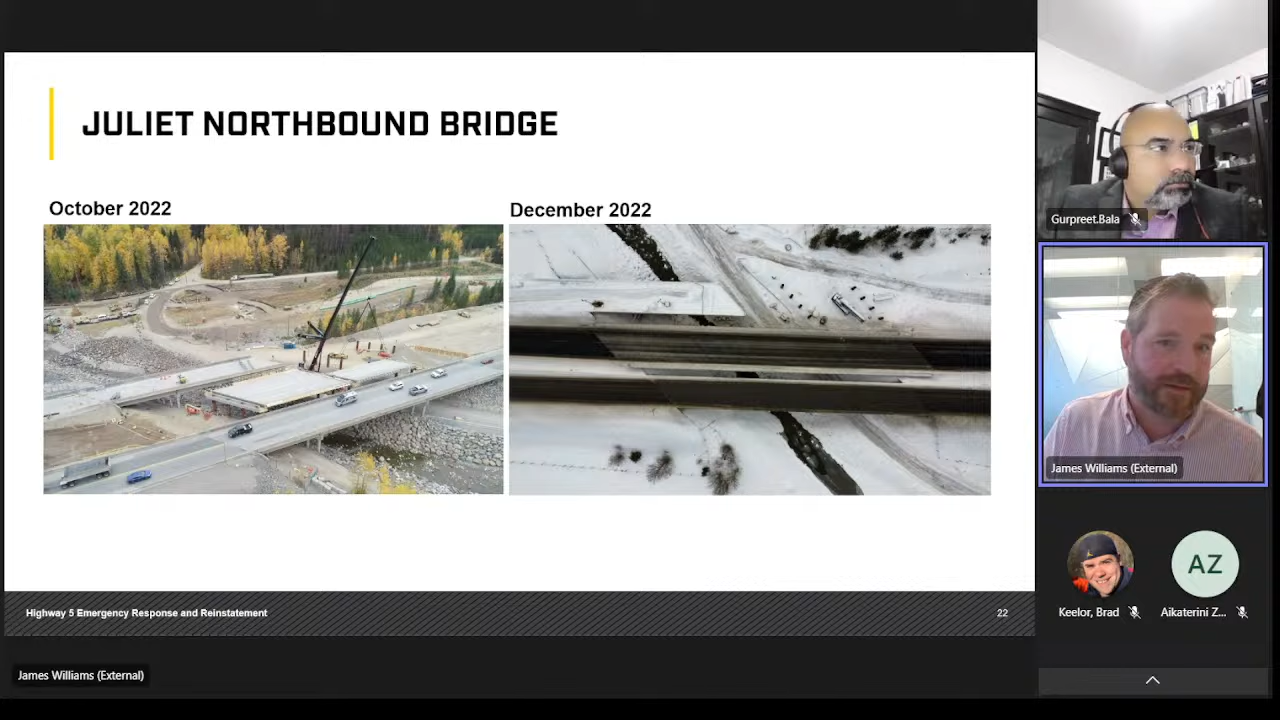 JULIET NORTHBOUND BRIDGE
October 2022
December 2022
Highway 5 Emergency Response and Reinstatement
22
James Williams (External)
Gurpreet.Bala
James Williams (External)
AZ
Keelor, Brad
Aikaterini Z...